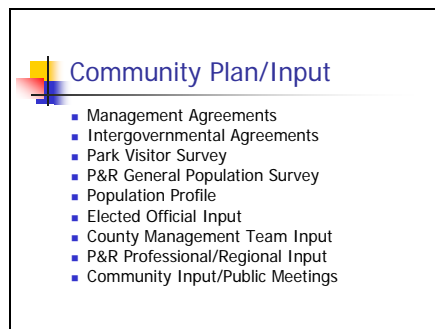 Community Plan/Input
Management Agreements
Intergovernmental Agreements
Park Visitor Survey
P&R General Population Survey
Population Profile
Elected Official Input
County Management Team Input
P&R Professional/Regional Input
Community Input/Public Meetings